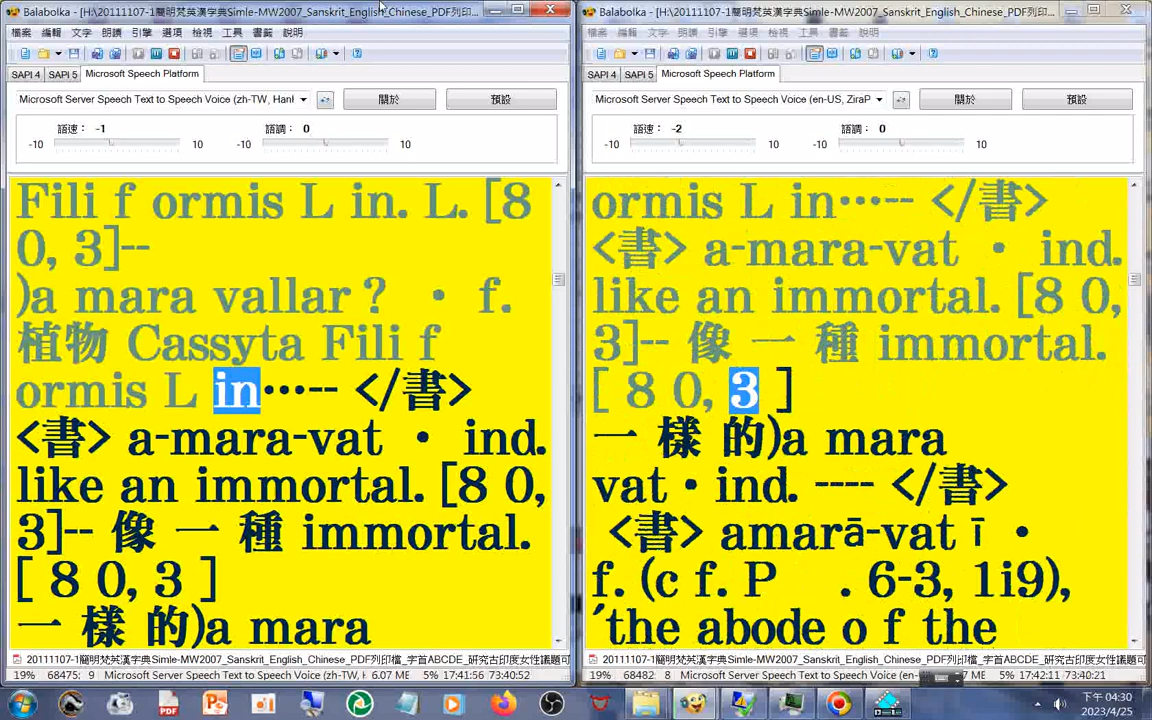 Balabolka - [H:\20111107-1簡明梵英漢字典Simle-MW2007_Sanskrit_English_Chinese_PDF列印...
檔案 編輯 文字 朗讀 引擎 選項 檢視 工具 書籤 說明
SAPI 4 SAPI 5 Microsoft Speech Platform
Microsoft Server Speech Text to Speech Voice (zh-TW, Hanl 關於 預設
語速： -1 語調： 0
-10 10 -10 10
Fili f ormis L in. L. [8
0, 3]--
)a mara vallar？ • f.
植物 Cassyta Fili f
ormis L in…-- </書>
<書> a-mara-vat • ind.
like an immortal. [8 0,
3]-- 像 一 種 immortal.
[ 8 0, 3 ]
一 樣 的)a mara
20111107-1簡明梵英漢字典Simle-MW2007_Sanskrit_English_Chinese_PDF列印檔_字首ABCDE_研究古印度女性議題可
19% 68475: 9 Microsoft Server Speech Text to Speech Voice (zh-TW, H 6.07 ME 5% 17:41:56 73:40:52
Balabolka - [H:\20111107-1簡明梵英漢字典Simle-MW2007_Sanskrit_English_Chinese_PDF列印...
檔案 編輯 文字 朗讀 引擎 選項 檢視 工具 書籤 說明
SAPI 4 SAPI 5 Microsoft Speech Platform
Microsoft Server Speech Text to Speech Voice (en-US, ZiraP 關於 預設
語速： -2 語調： 0
-10 10 -10 10
ormis L in…-- </書>
<書> a-mara-vat • ind.
like an immortal. [8 0,
3]-- 像 一 種 immortal.
[ 8 0, 3 ]
一 樣 的)a mara
vat • ind. ---- </書>
<書> amarā-vat ī •
f. (c f. P . 6-3, 1i9),
´the abode o f the
20111107-1簡明梵英漢字典Simle-MW2007_Sanskrit_English_Chinese_PDF列印檔_字首ABCDE_研究古印度女性議題可
19% 68482: 8 Microsoft Server Speech Text to Speech Voice ME 5% 17:42:11 73:40:21
下午 04:30
2023/4/25